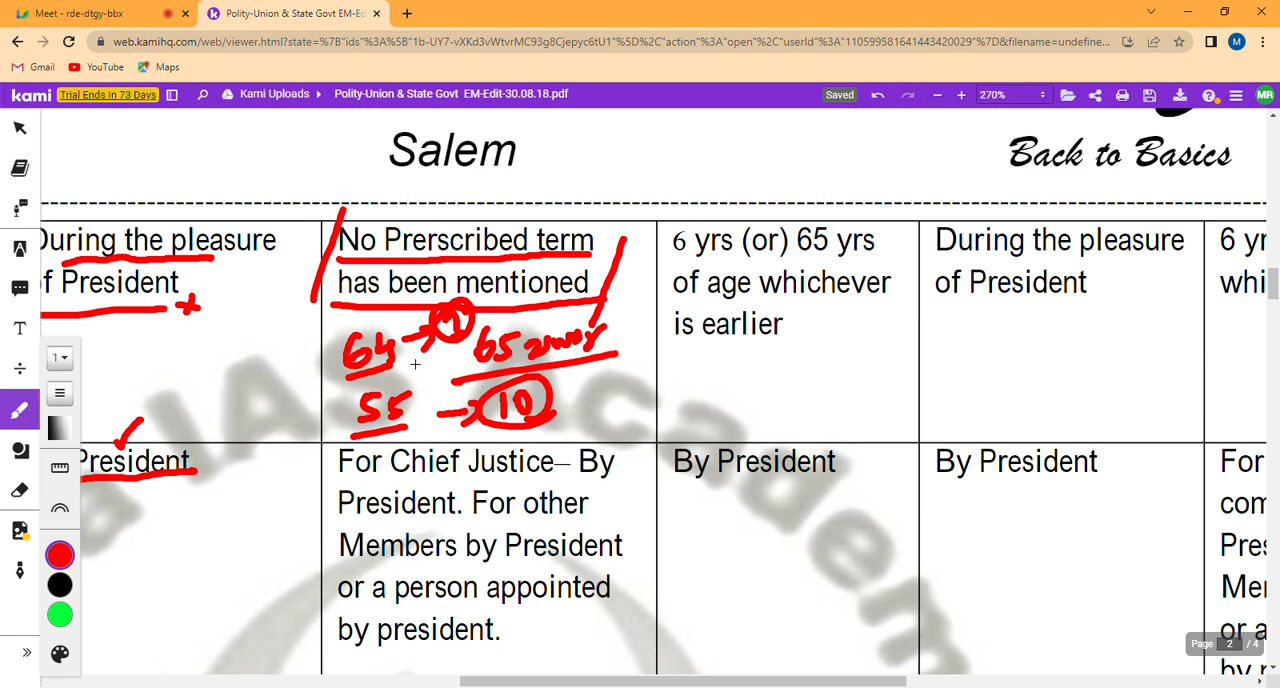 Meet - rde-dtgy-bbx
Polity-Union & State Govt EM-Ed
web.kamihq.com/web/viewer.html?state=%7B"ids"%3A%5B"1b-UY7-vXKd3vWtvrMC93g8Cjepyc6tU1"%5D%2C"action"%3A"open"%2C"userId"%3A"110599581641443420029"%7D&filename=undefine...
M
Gmail
YouTube
Maps
kami
Trial Ends In 73 Days
Kami Uploads
Polity-Union & State Govt EM-Edit-30.08.18.pdf
Saved
270%
MR
Salem
Back to Basics
During the pleasure
of President
No Prerscribed term
has been mentioned
64 → 1
65
55 → 10
6 yrs (or) 65 yrs
of age whichever
is earlier
During the pleasure
of President
6 yr
whi
President
For Chief Justice– By
President. For other
Members by President
or a person appointed
by president.
By President
By President
For
com
Pres
Mer
or a
by p
IAS Academ
1
Page 2 / 4